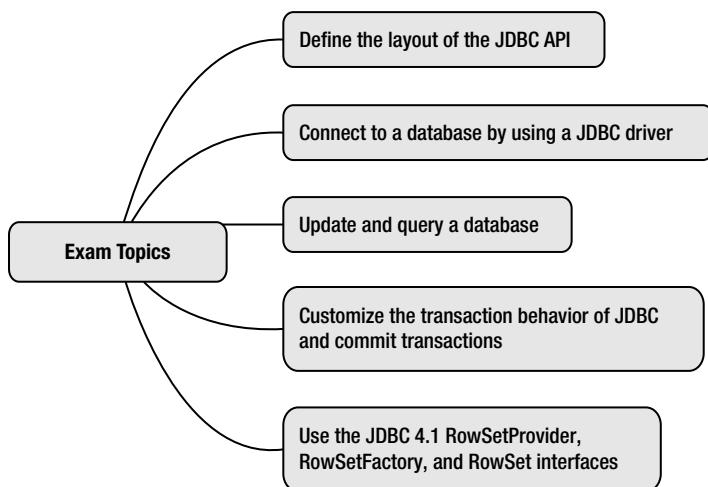 Define the layout of the JDBC API
Connect to a database by using a JDBC driver
Update and query a database
Exam Topics
Customize the transaction behavior of JDBC
and commit transactions
Use the JDBC 4.1 RowSetProvider,
RowSetFactory, and RowSet interfaces